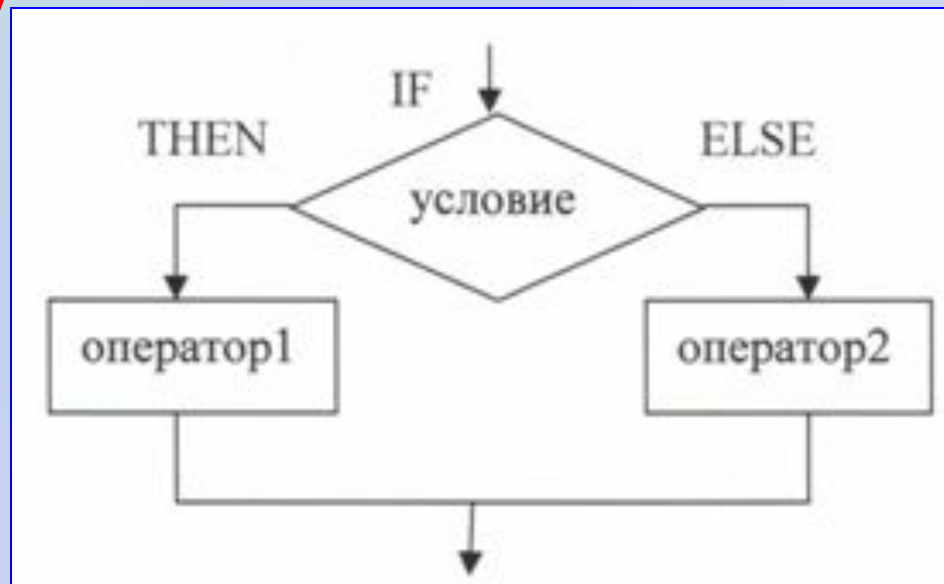 IF
THEN
ELSE
условие
оператор1
оператор2